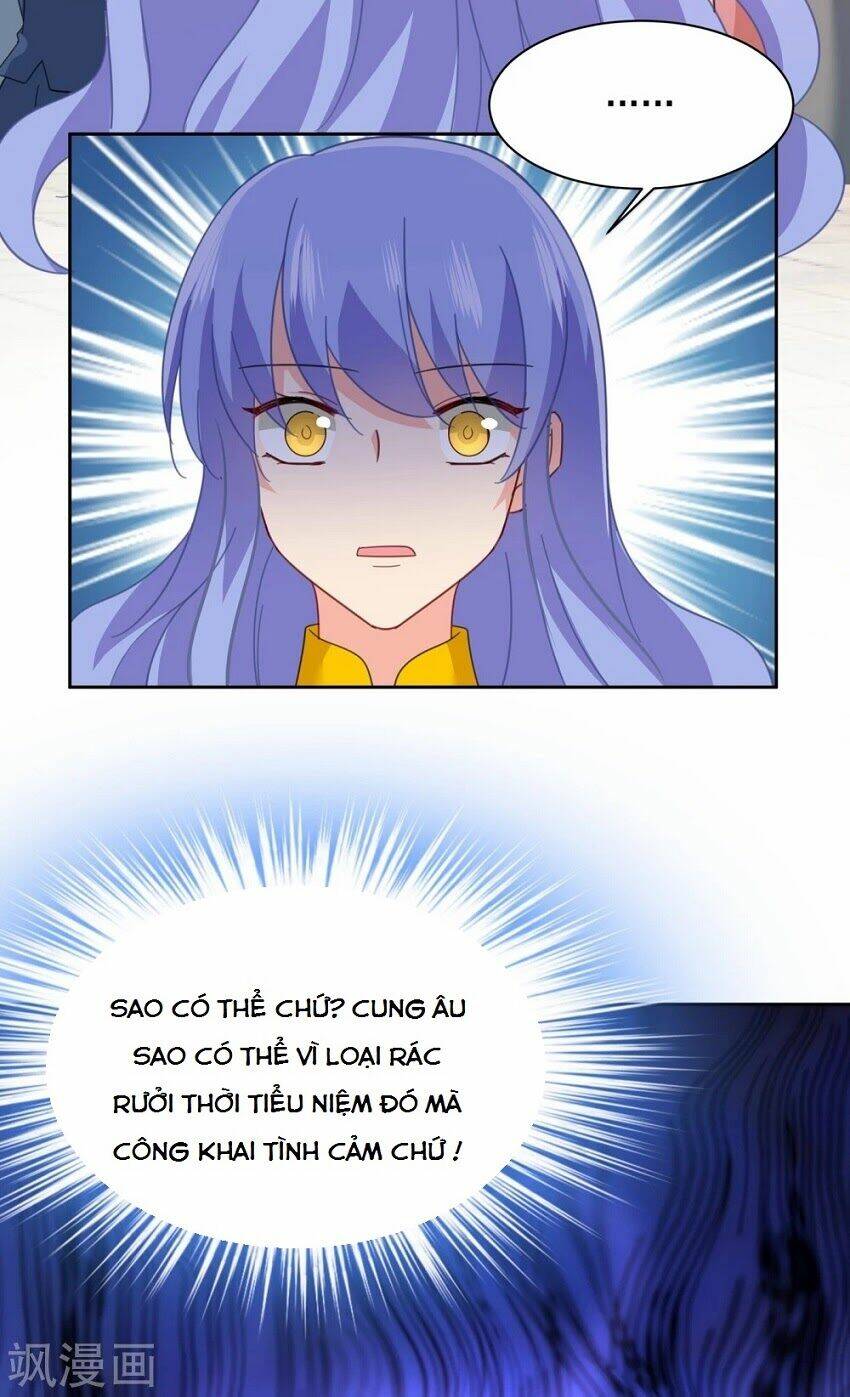 ......
SAO CÓ THỂ CHỨ? CUNG ÂU
SAO CÓ THỂ VÌ LOẠI RÁC
RƯỞI THỜI TIỂU NIỆM ĐÓ MÀ
CÔNG KHAI TÌNH CẢM CHỨ!
飒漫画